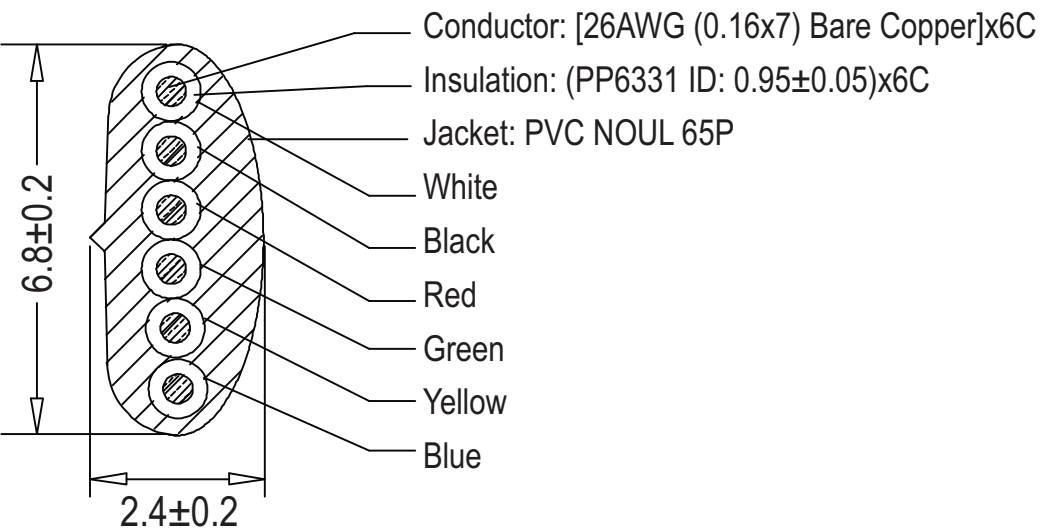 Conductor: [26AWG (0.16x7) Bare Copper]x6C
Insulation: (PP6331 ID: 0.95±0.05)x6C
Jacket: PVC NOUL 65P
White
Black
Red
Green
Yellow
Blue
6.8±0.2
2.4±0.2